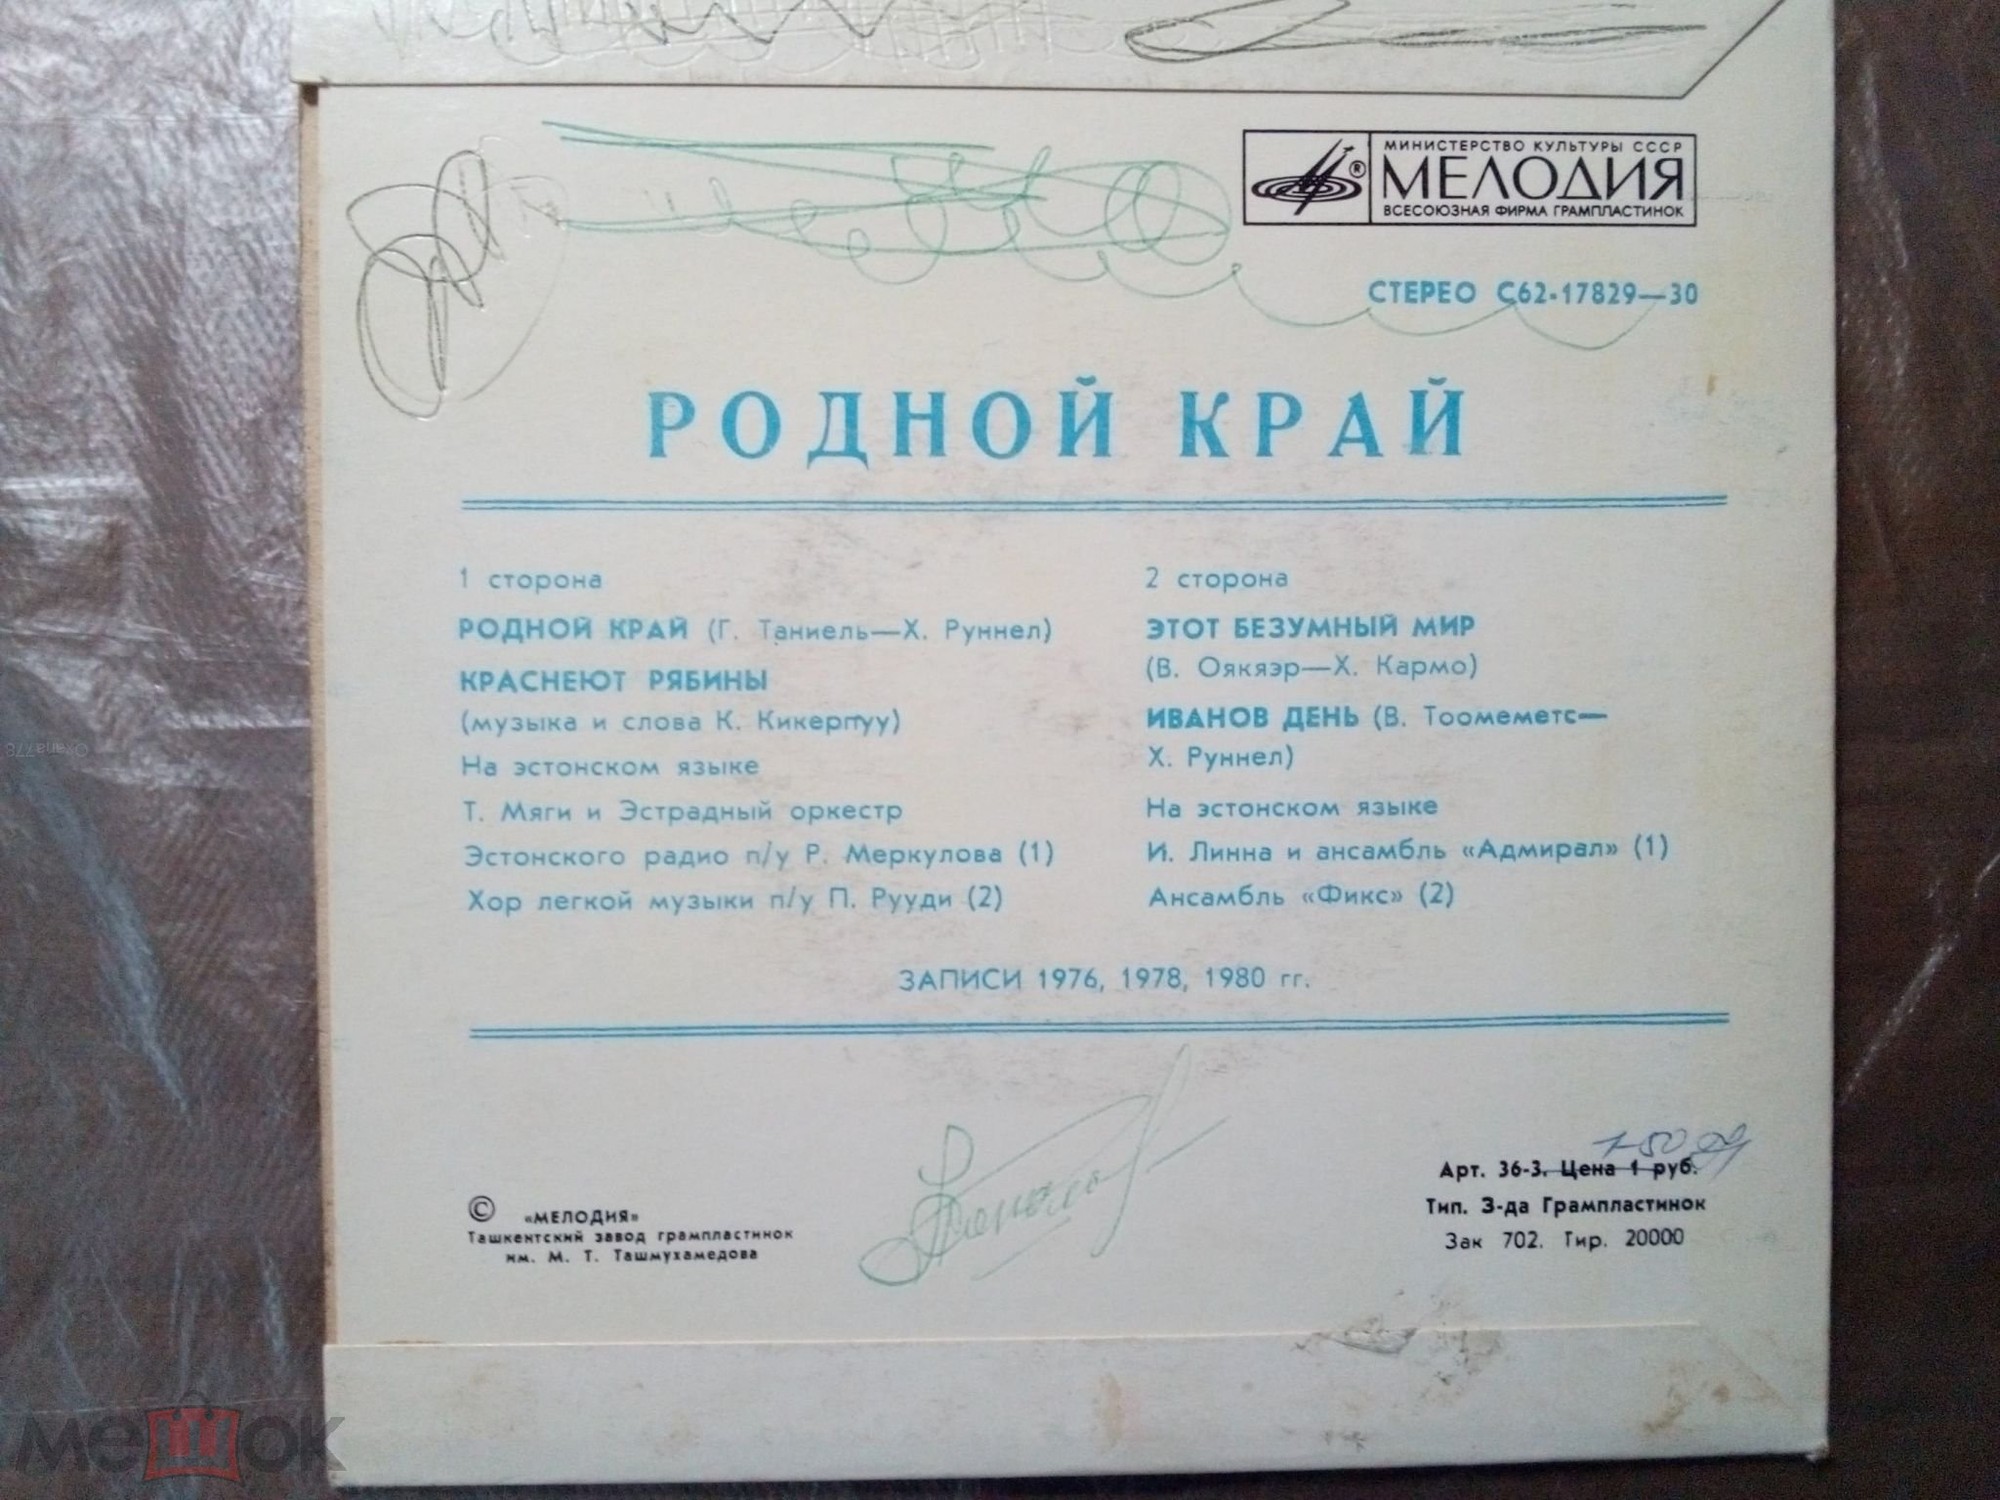 МИНИСТЕРСТВО КУЛЬТУРЫ СССР
МЕЛОДИЯ
ВСЕСОЮЗНАЯ ФИРМА ГРАМПЛАСТИНОК
СТЕРЕО С62-17829—30
РОДНОЙ КРАЙ
1 сторона
РОДНОЙ КРАЙ (Г. Таниель—Х. Руннел)
КРАСНЕЮТ РЯБИНЫ
(музыка и слова К. Кикерпуу)
На эстонском языке
Т. Мяги и Эстрадный оркестр
Эстонского радио п/у Р. Меркулова (1)
Хор легкой музыки п/у П. Рууди (2)
2 сторона
ЭТОТ БЕЗУМНЫЙ МИР
(В. Оякяэр—Х. Кармо)
ИВАНОВ ДЕНЬ (В. Тоомеметс—
Х. Руннел)
На эстонском языке
И. Линна и ансамбль «Адмирал» (1)
Ансамбль «Фикс» (2)
ЗАПИСИ 1976, 1978, 1980 гг.
© «МЕЛОДИЯ»
Ташкентский завод грампластинок
им. М. Т. Ташмухамедова
1-50
Арт. 36-3. Цена 1 руб.
Тип. З-да Грампластинок
Зак 702. Тир. 20000
мешок